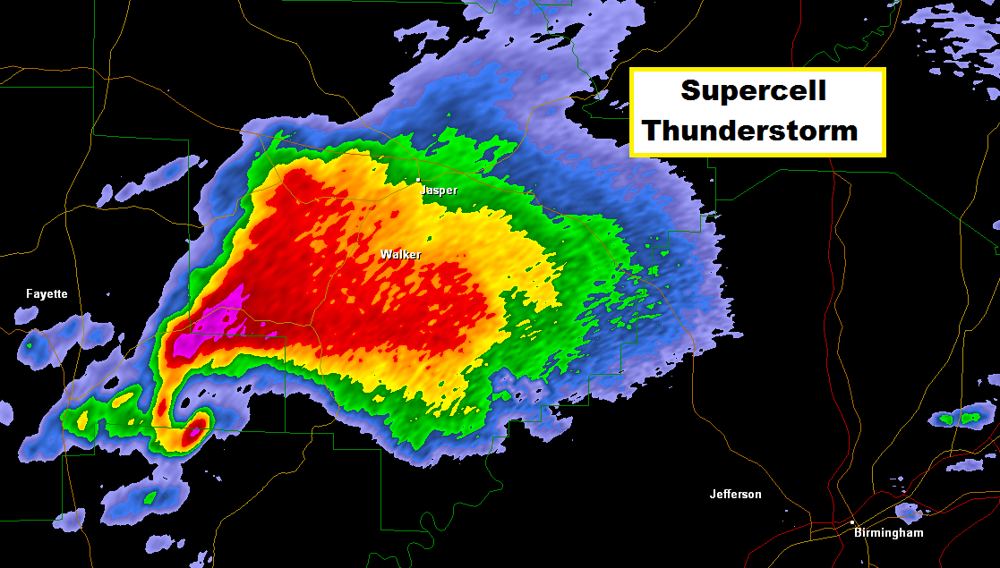 Supercell
Thunderstorm
Jasper
Walker
Fayette
Jefferson
Birmingham